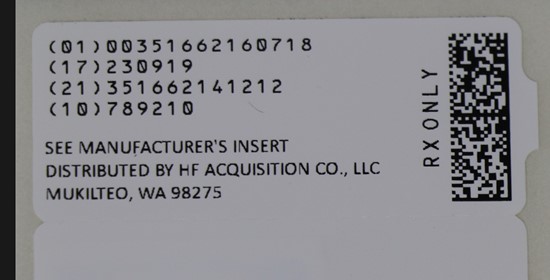 (01)00351662160718
(17)230919
(21)351662141212
(10)789210
SEE MANUFACTURER'S INSERT
DISTRIBUTED BY HF ACQUISITION CO., LLC
MUKILTEO, WA 98275
RX ONLY